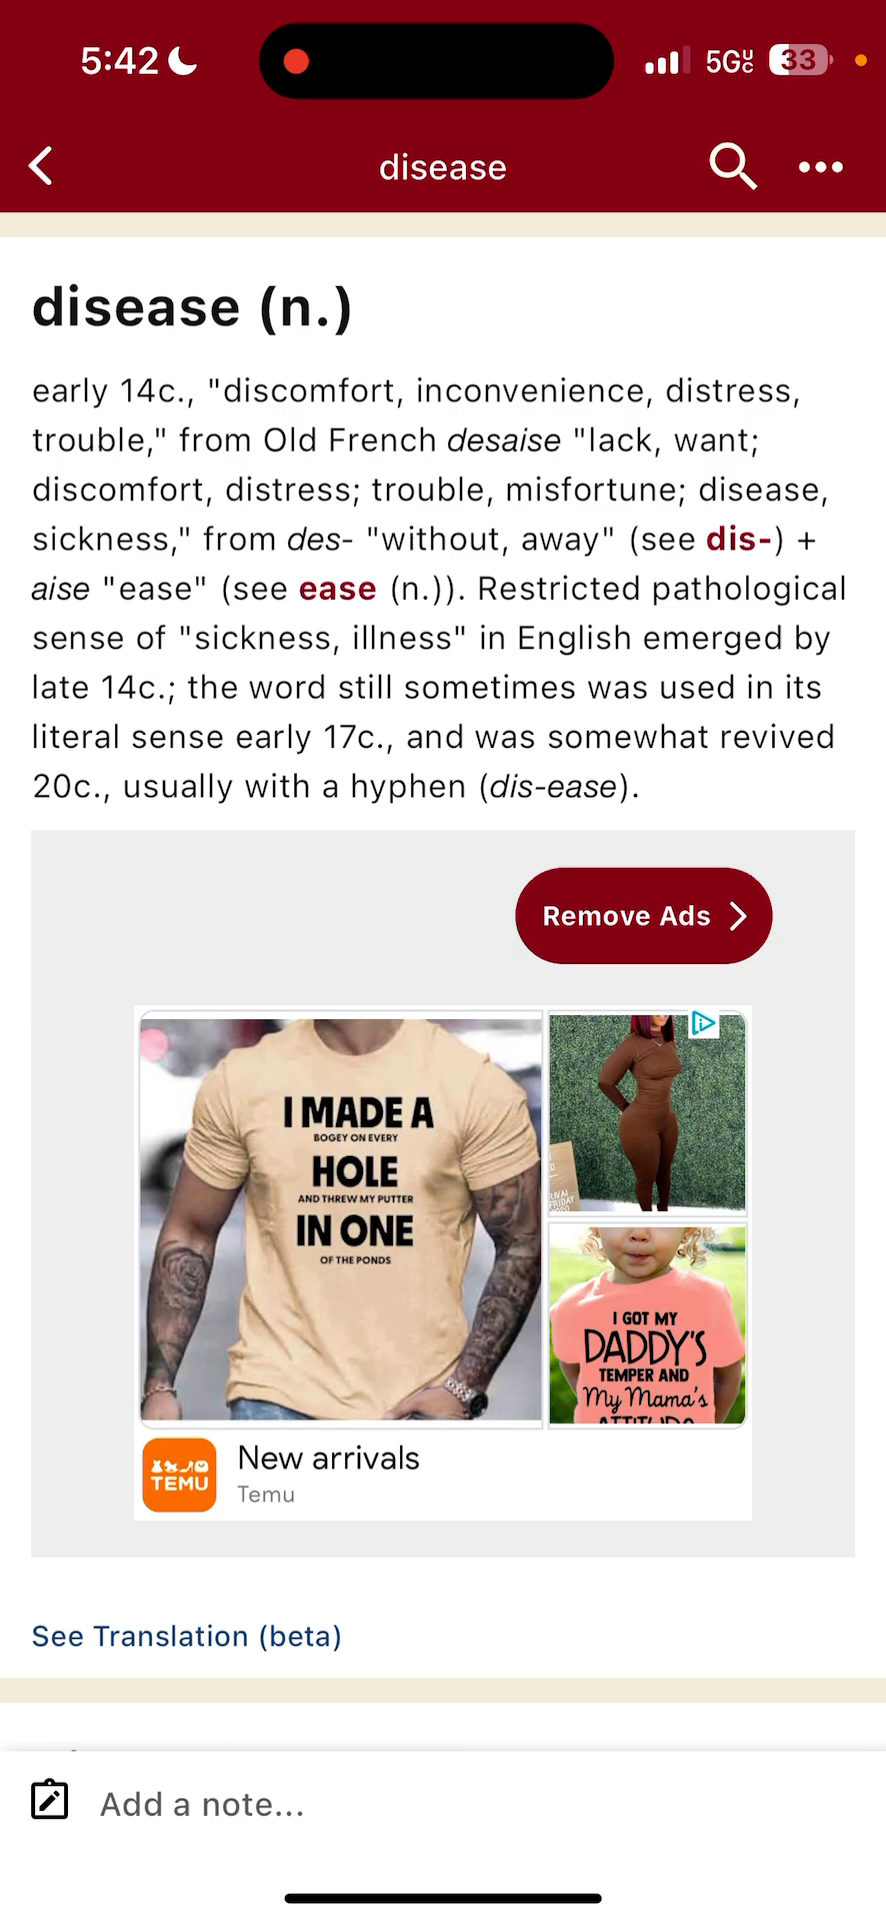 5:42
5GUC
33
disease
disease (n.)
early 14c., "discomfort, inconvenience, distress,
trouble," from Old French desaise "lack, want;
discomfort, distress; trouble, misfortune; disease,
sickness," from des- "without, away" (see dis-) +
aise "ease" (see ease (n.)). Restricted pathological
sense of "sickness, illness" in English emerged by
late 14c.; the word still sometimes was used in its
literal sense early 17c., and was somewhat revived
20c., usually with a hyphen (dis-ease).
Remove Ads
I MADE A
BOGEY ON EVERY
HOLE
AND THREW MY PUTTER
IN ONE
OF THE PONDS
I GOT MY
DADDY'S
TEMPER AND
My Mama's
TEMU
New arrivals
Temu
See Translation (beta)
Add a note...